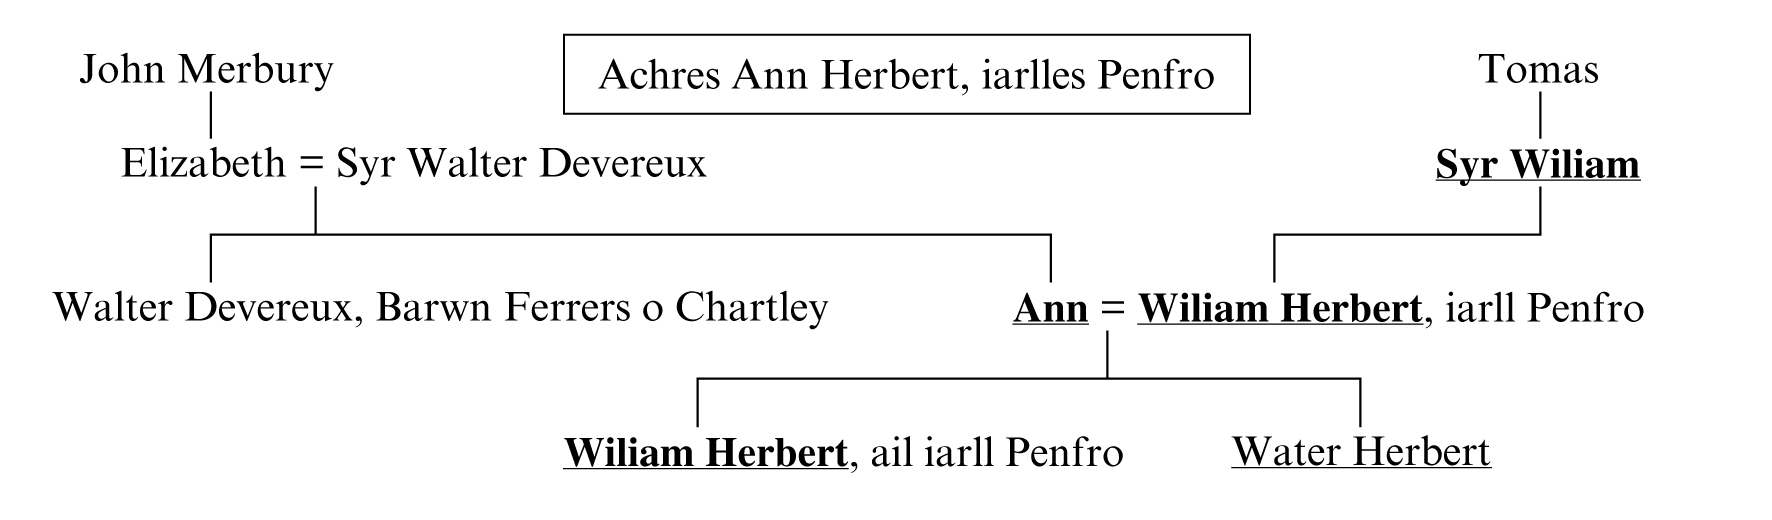 John Merbury
Achres Ann Herbert, iarlles Penfro
Tomas
Elizabeth = Syr Walter Devereux
Syr Wiliam
Walter Devereux, Barwn Ferrers o Chartley
Ann = Wiliam Herbert, iarll Penfro
Wiliam Herbert, ail iarll Penfro
Water Herbert